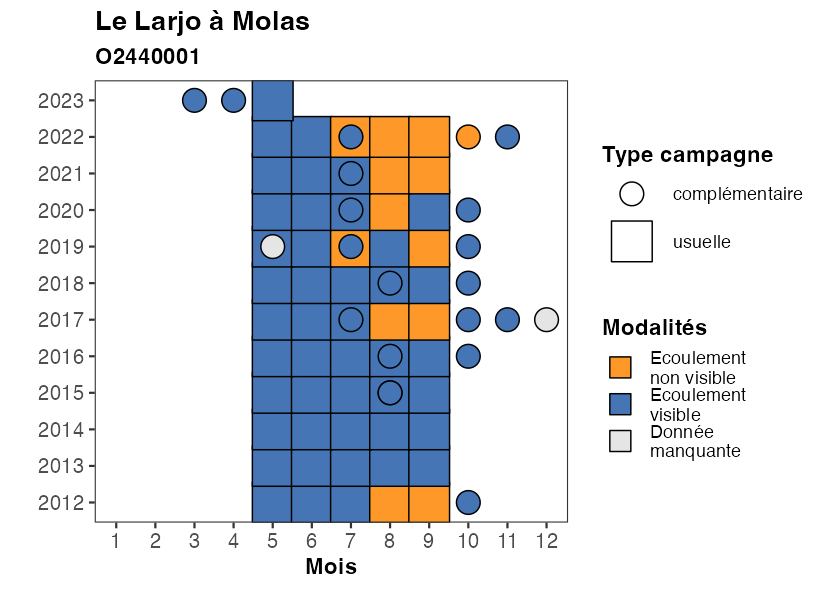 Le Larjo à Molas
O2440001
2023
2022
2021
2020
2019
2018
2017
2016
2015
2014
2013
2012
1 2 3 4 5 6 7 8 9 10 11 12
Mois
Type campagne
complémentaire
usuelle
Modalités
Ecoulement
non visible
Ecoulement
visible
Donnée
manquante